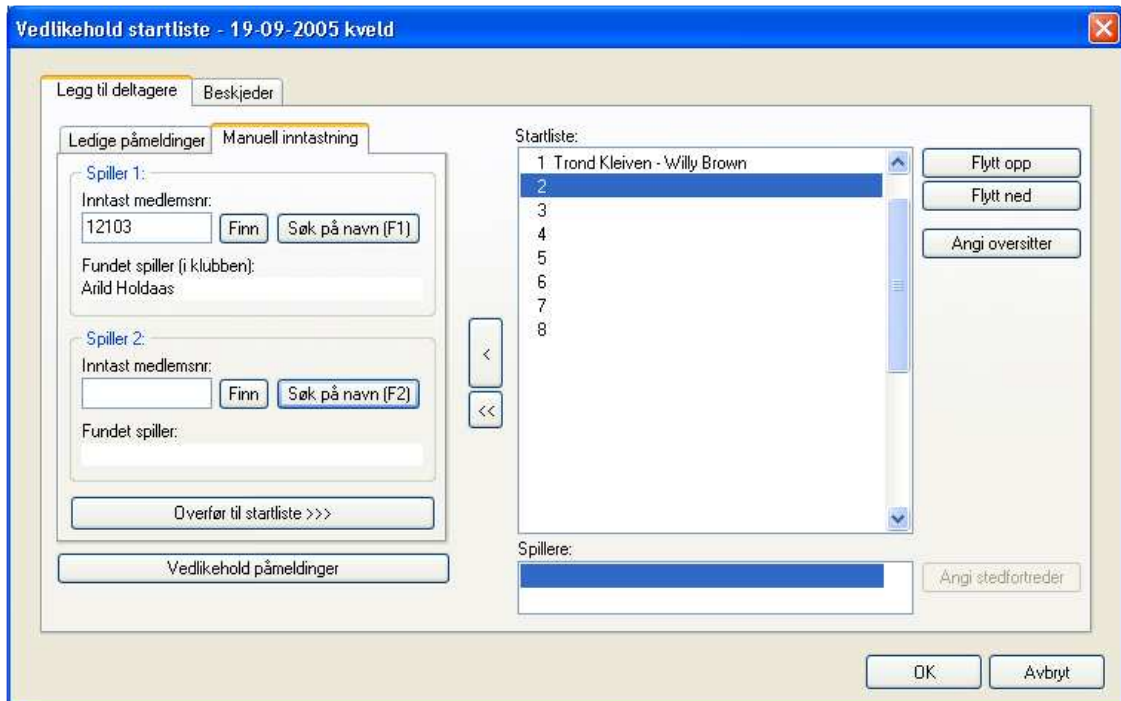 Vedlikehold startliste - 19-09-2005 kveld
Legg til deltagere
Beskjeder
Ledige påmeldinger
Manuell inntastning
Spiller 1:
Inntast medlemsnr:
12103
Finn
Søk på navn (F1)
Fundet spiller (i klubben):
Arild Holdaas
Spiller 2:
Inntast medlemsnr:
Finn
Søk på navn (F2)
Fundet spiller:
Overfør til startliste >>>
Vedlikehold påmeldinger
<
<<
Startliste:
1 Trond Kleiven - Willy Brown
2
3
4
5
6
7
8
Spillere:
Flytt opp
Flytt ned
Angi oversitter
Angi stedfortreder
OK
Avbryt